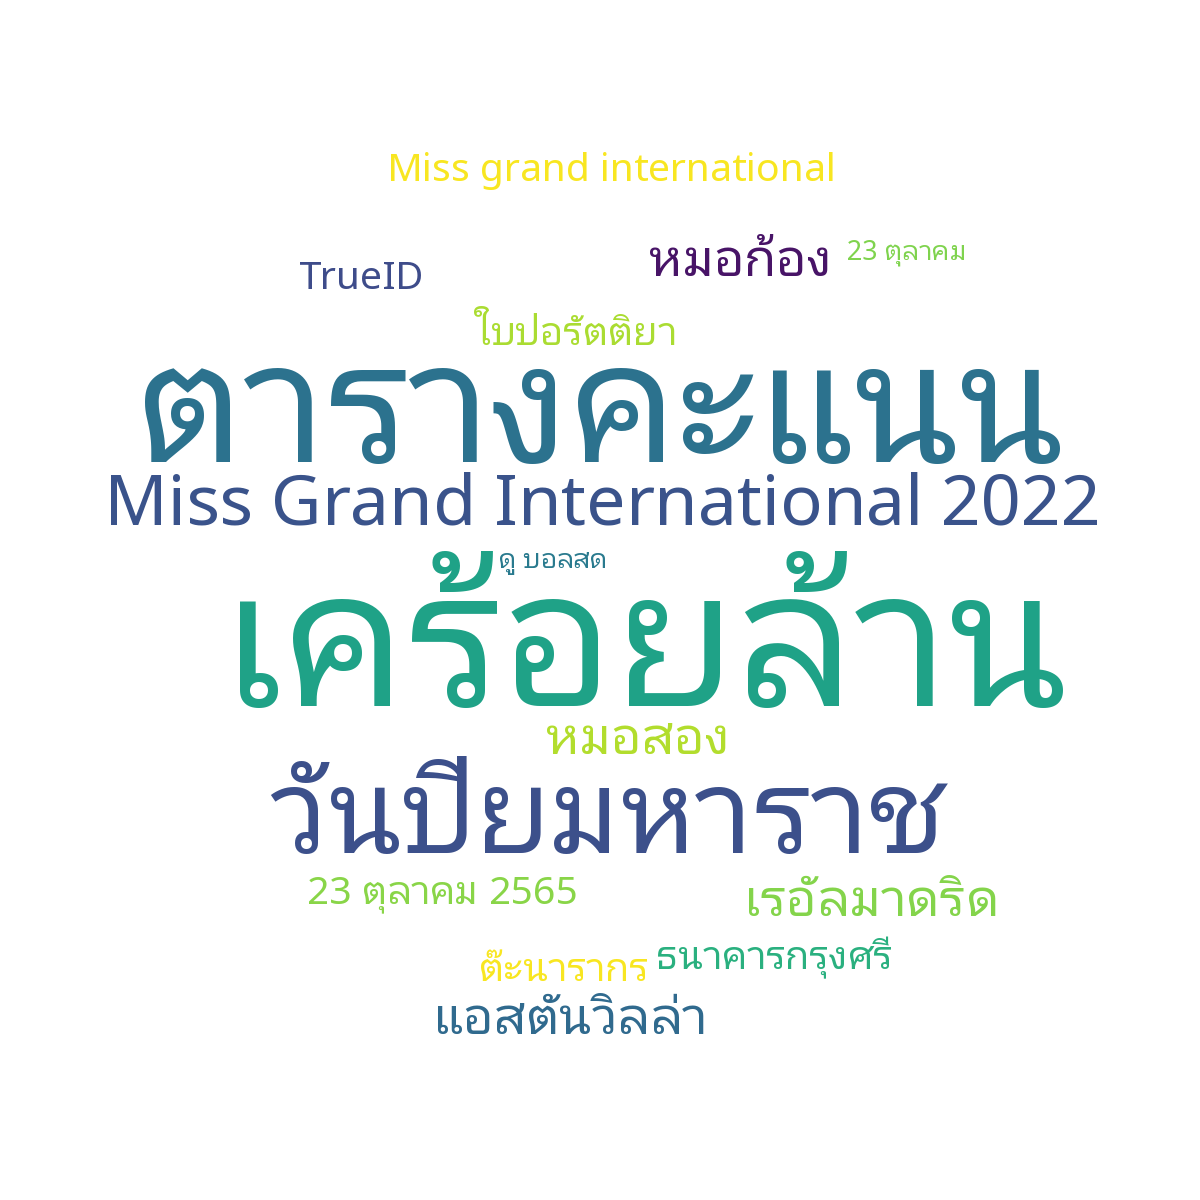 Miss grand international
หมอก้อง
23 ตุลาคม
TrueID
ใบปอรัตติยา
ตารางคะแนน
Miss Grand International 2022
ดู บอลสด
เคร้อยล้าน
หมอสอง
วันปิยมหาราช
23 ตุลาคม 2565
เรอัลมาดริด
ธนาคารกรุงศรี
ต๊ะนารากร
แอสตันวิลล่า